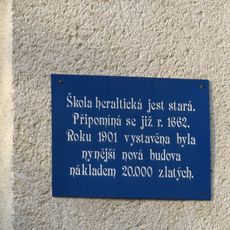 Škola heraltická jest stará.
Připomíná se již r. 1662.
Roku 1901 vystavěna byla
nynější nová budova
nákladem 20.000 zlatých.